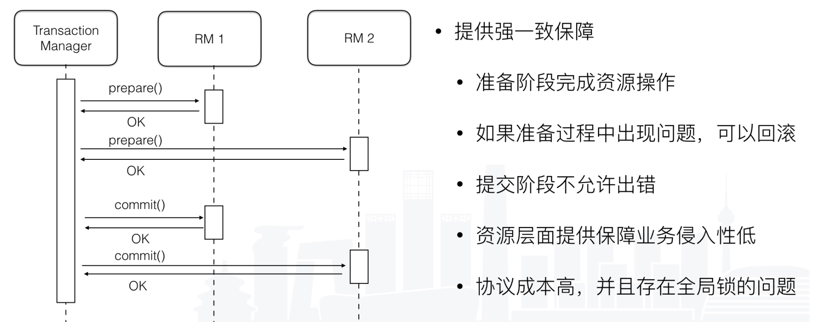 Transaction
Manager
RM 1
RM 2
prepare()
OK
prepare()
OK
commit()
OK
commit()
OK
• 提供强一致保障
• 准备阶段完成资源操作
• 如果准备过程中出现问题，可以回滚
• 提交阶段不允许出错
• 资源层面提供保障业务侵入性低
• 协议成本高，并且存在全局锁的问题